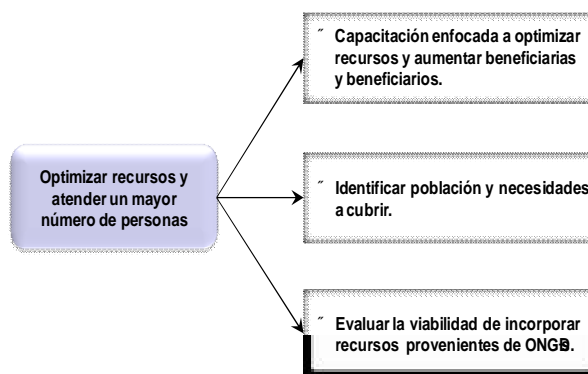 ˝ Capacitación enfocada a optimizar
recursos y aumentar beneficiarias
y beneficiarios.
Optimizar recursos y
atender un mayor
número de personas
˝ Identificar población y necesidades
a cubrir.
˝ Evaluar la viabilidad de incorporar
recursos provenientes de